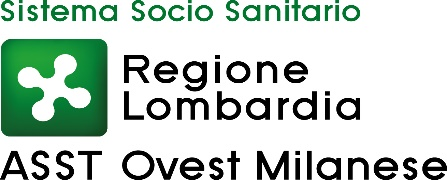 Sistema Socio Sanitario
Regione
Lombardia
ASST Ovest Milanese